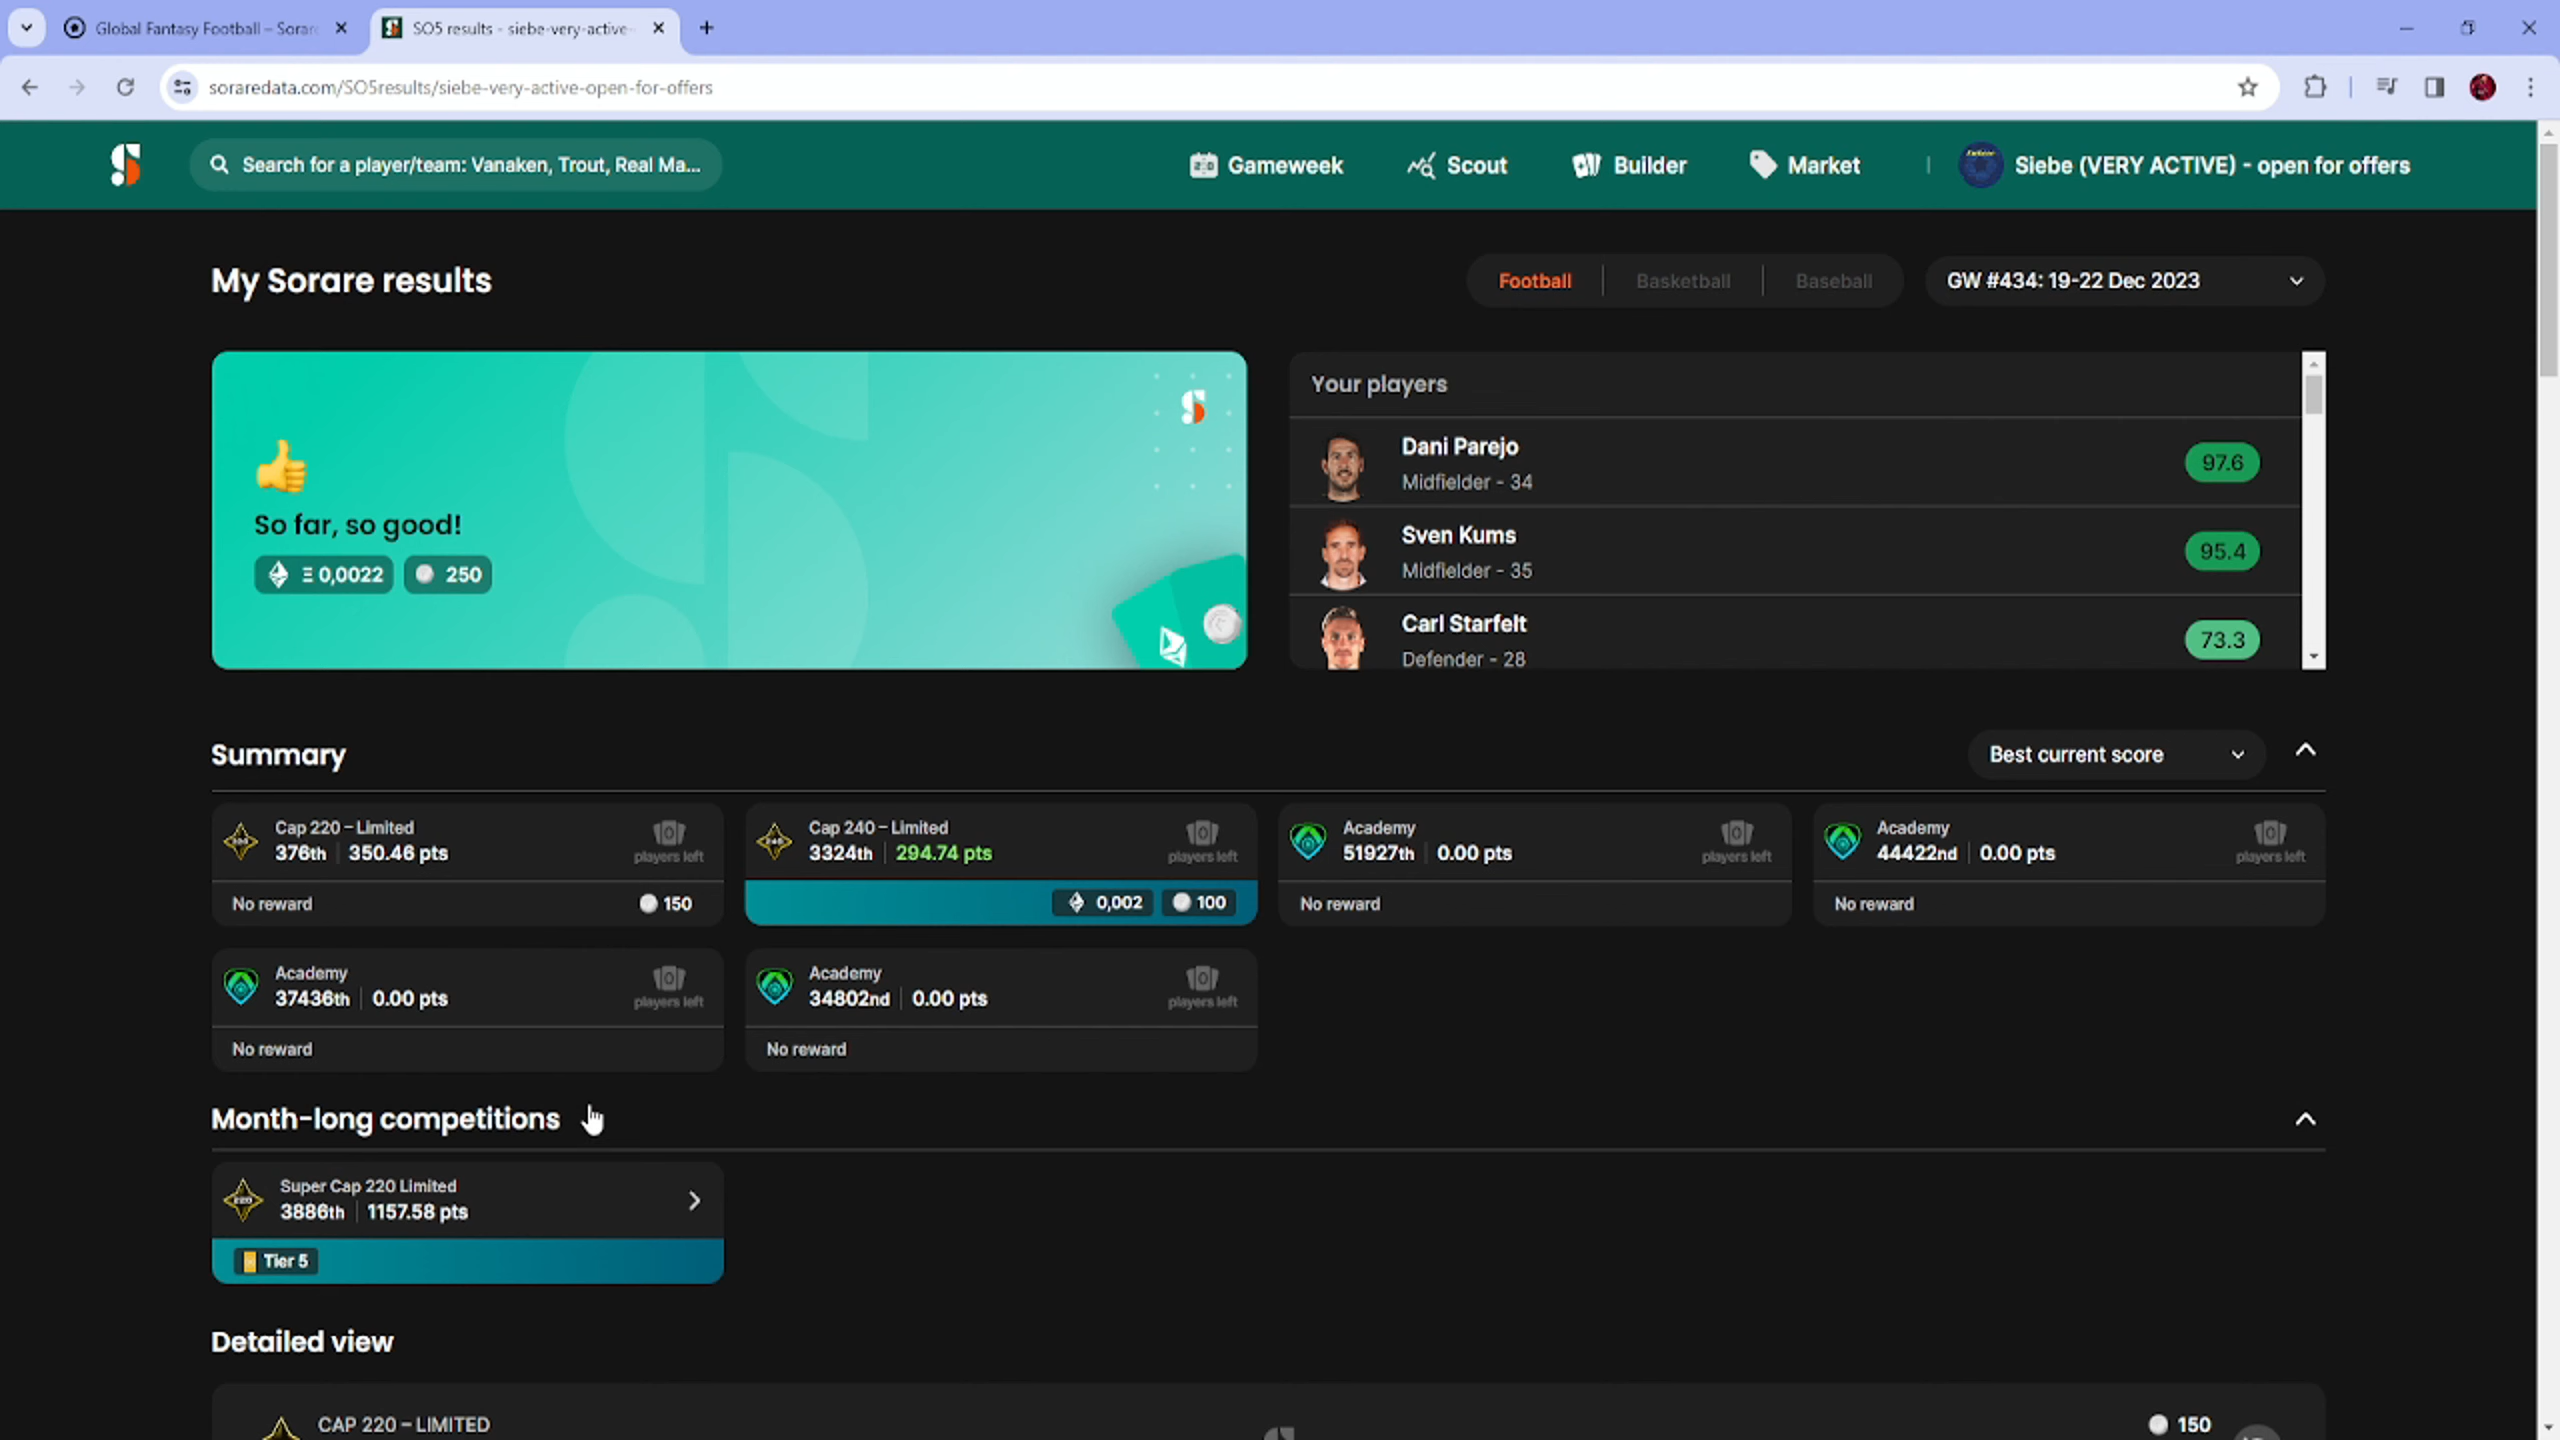 Global Fantasy Football – Sorar
SO5 results - siebe-very-active-
soraredata.com/SO5results/siebe-very-active-open-for-offers
Search for a player/team: Vanaken, Trout, Real Ma...
Gameweek
Scout
Builder
Market
Siebe (VERY ACTIVE) - open for offers
My Sorare results
Football
Basketball
Baseball
GW #434: 19-22 Dec 2023
So far, so good!
Ξ 0,0022
250
Your players
Dani Parejo
Midfielder - 34
97.6
Sven Kums
Midfielder - 35
95.4
Carl Starfelt
Defender - 28
73.3
Summary
Best current score
Cap 220 – Limited
376th 350.46 pts
0
players left
No reward
150
Cap 240 – Limited
3324th 294.74 pts
0
players left
0,002
100
Academy
51927th 0.00 pts
0
players left
No reward
Academy
44422nd 0.00 pts
0
players left
No reward
Academy
37436th 0.00 pts
0
players left
No reward
Academy
34802nd 0.00 pts
0
players left
No reward
Month-long competitions
220
Super Cap 220 Limited
3886th 1157.58 pts
Tier 5
Detailed view
CAP 220 – LIMITED
150